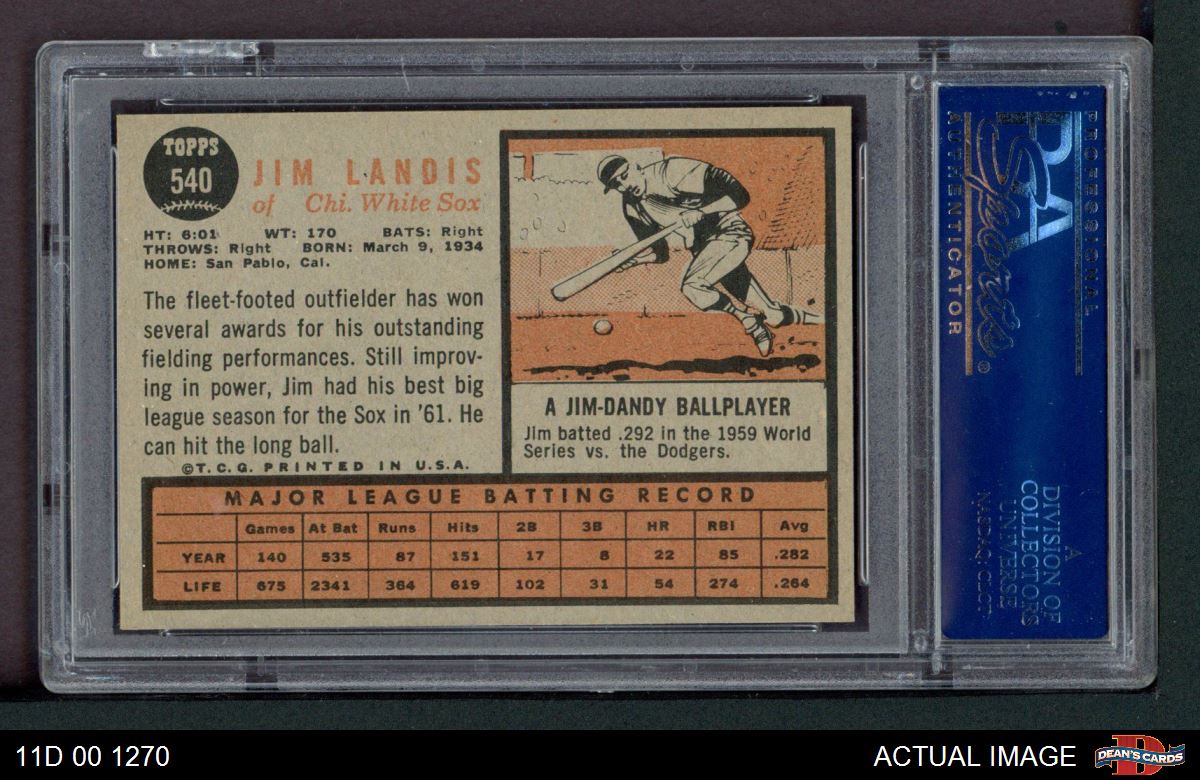 TOPPS
540
JIM LANDIS
of Chi. White Sox
HT: 6:01 WT: 170 BATS: Right
THROWS: Right BORN: March 9, 1934
HOME: San Pablo, Cal.
The fleet-footed outfielder has won
several awards for his outstanding
fielding performances. Still improv-
ing in power, Jim had his best big
league season for the Sox in '61. He
can hit the long ball.
©T.C.G. PRINTED IN U.S.A.
A JIM-DANDY BALLPLAYER
Jim batted .292 in the 1959 World
Series vs. the Dodgers.
MAJOR LEAGUE BATTING RECORD
Games At Bat Runs Hits 2B 3B HR RBI Avg
YEAR 140 535 87 151 17 8 22 85 .282
LIFE 675 2341 364 619 102 31 54 274 .264
PROFESSIONAL
PSA
Sports
AUTHENTICATOR
®
A
DIVISION OF
COLLECTORS
UNIVERSE
NASDAQ: CLCT
11D 00 1270
ACTUAL IMAGE
DEAN'S CARDS